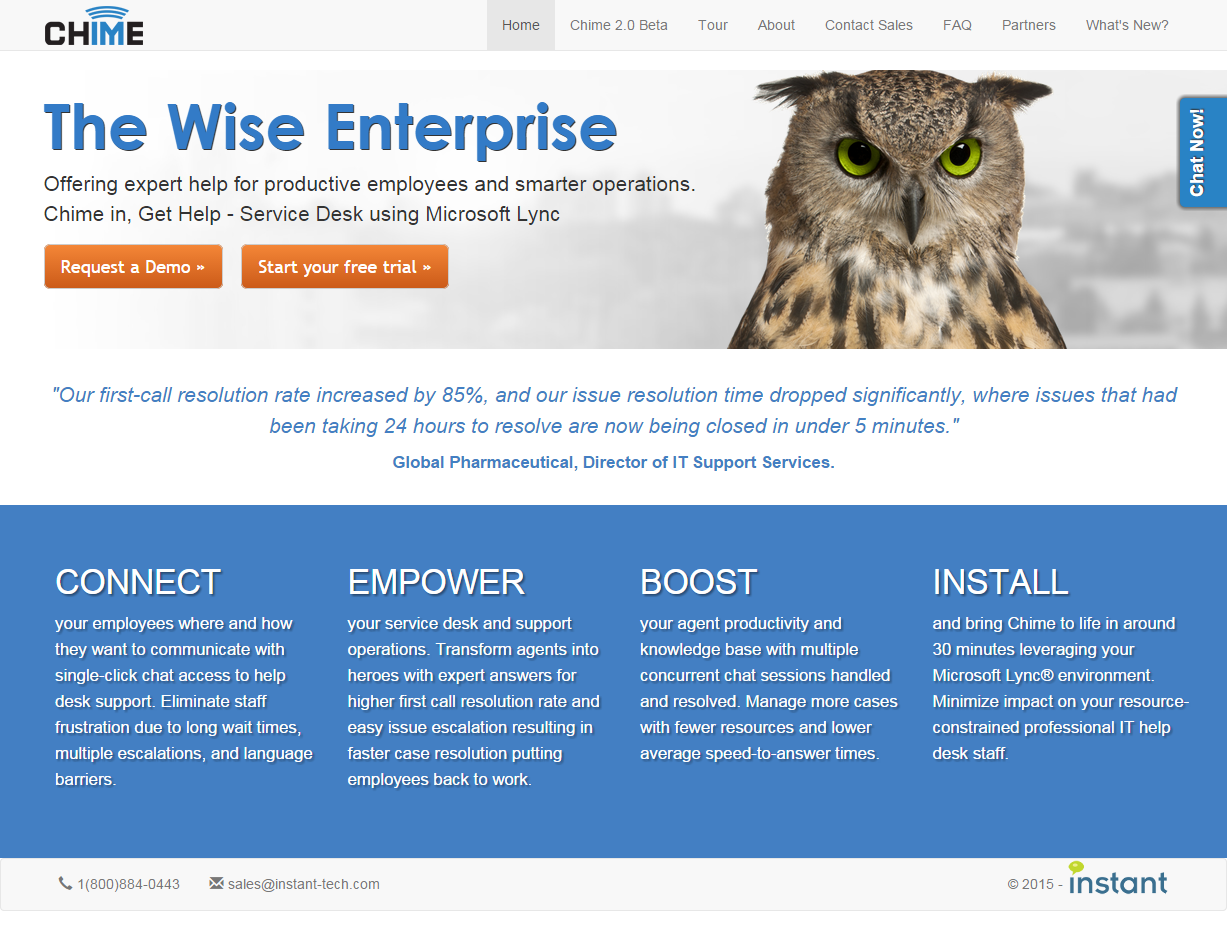 CHIME
Home Chime 2.0 Beta Tour About Contact Sales FAQ Partners What's New?
The Wise Enterprise
Offering expert help for productive employees and smarter operations.
Chime in, Get Help - Service Desk using Microsoft Lync
Request a Demo » Start your free trial »
Chat Now!
"Our first-call resolution rate increased by 85%, and our issue resolution time dropped significantly, where issues that had
been taking 24 hours to resolve are now being closed in under 5 minutes."
Global Pharmaceutical, Director of IT Support Services.
CONNECT
your employees where and how
they want to communicate with
single-click chat access to help
desk support. Eliminate staff
frustration due to long wait times,
multiple escalations, and language
barriers.
EMPOWER
your service desk and support
operations. Transform agents into
heroes with expert answers for
higher first call resolution rate and
easy issue escalation resulting in
faster case resolution putting
employees back to work.
BOOST
your agent productivity and
knowledge base with multiple
concurrent chat sessions handled
and resolved. Manage more cases
with fewer resources and lower
average speed-to-answer times.
INSTALL
and bring Chime to life in around
30 minutes leveraging your
Microsoft Lync® environment.
Minimize impact on your resource-
constrained professional IT help
desk staff.
1(800)884-0443 sales@instant-tech.com © 2015 - instant